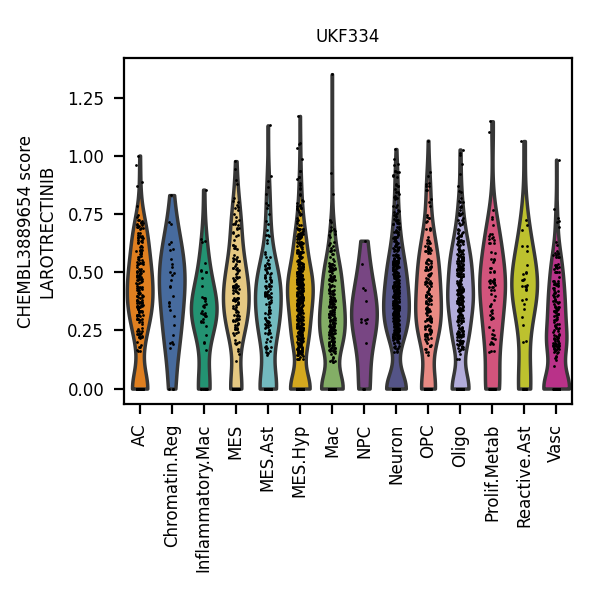 UKF334
CHEMBL3889654 score
LAROTRECTINIB
1.25
1.00
0.75
0.50
0.25
0.00
AC
Chromatin.Reg
Inflammatory.Mac
MES
MES.Ast
MES.Hyp
Mac
NPC
Neuron
OPC
Oligo
Prolif.Metab
Reactive.Ast
Vasc